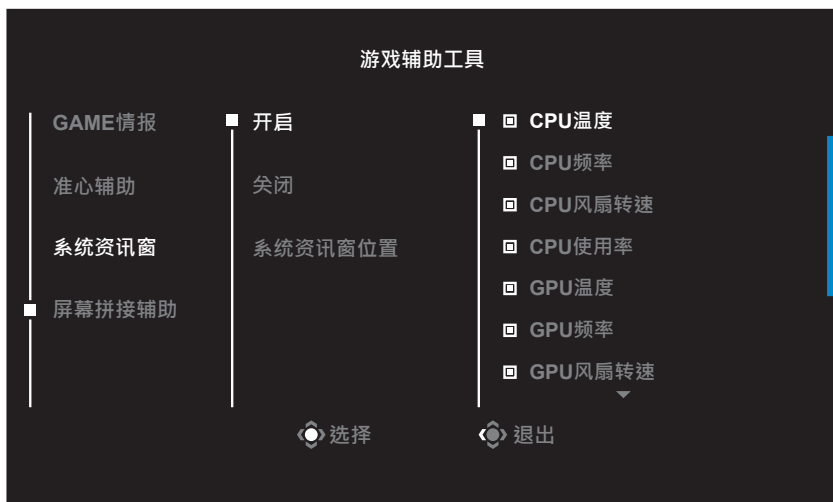 游戏辅助工具
GAME情报
准心辅助
系统资讯窗
屏幕拼接辅助
开启
关闭
系统资讯窗位置
CPU温度
CPU频率
CPU风扇转速
CPU使用率
GPU温度
GPU频率
GPU风扇转速
选择
退出